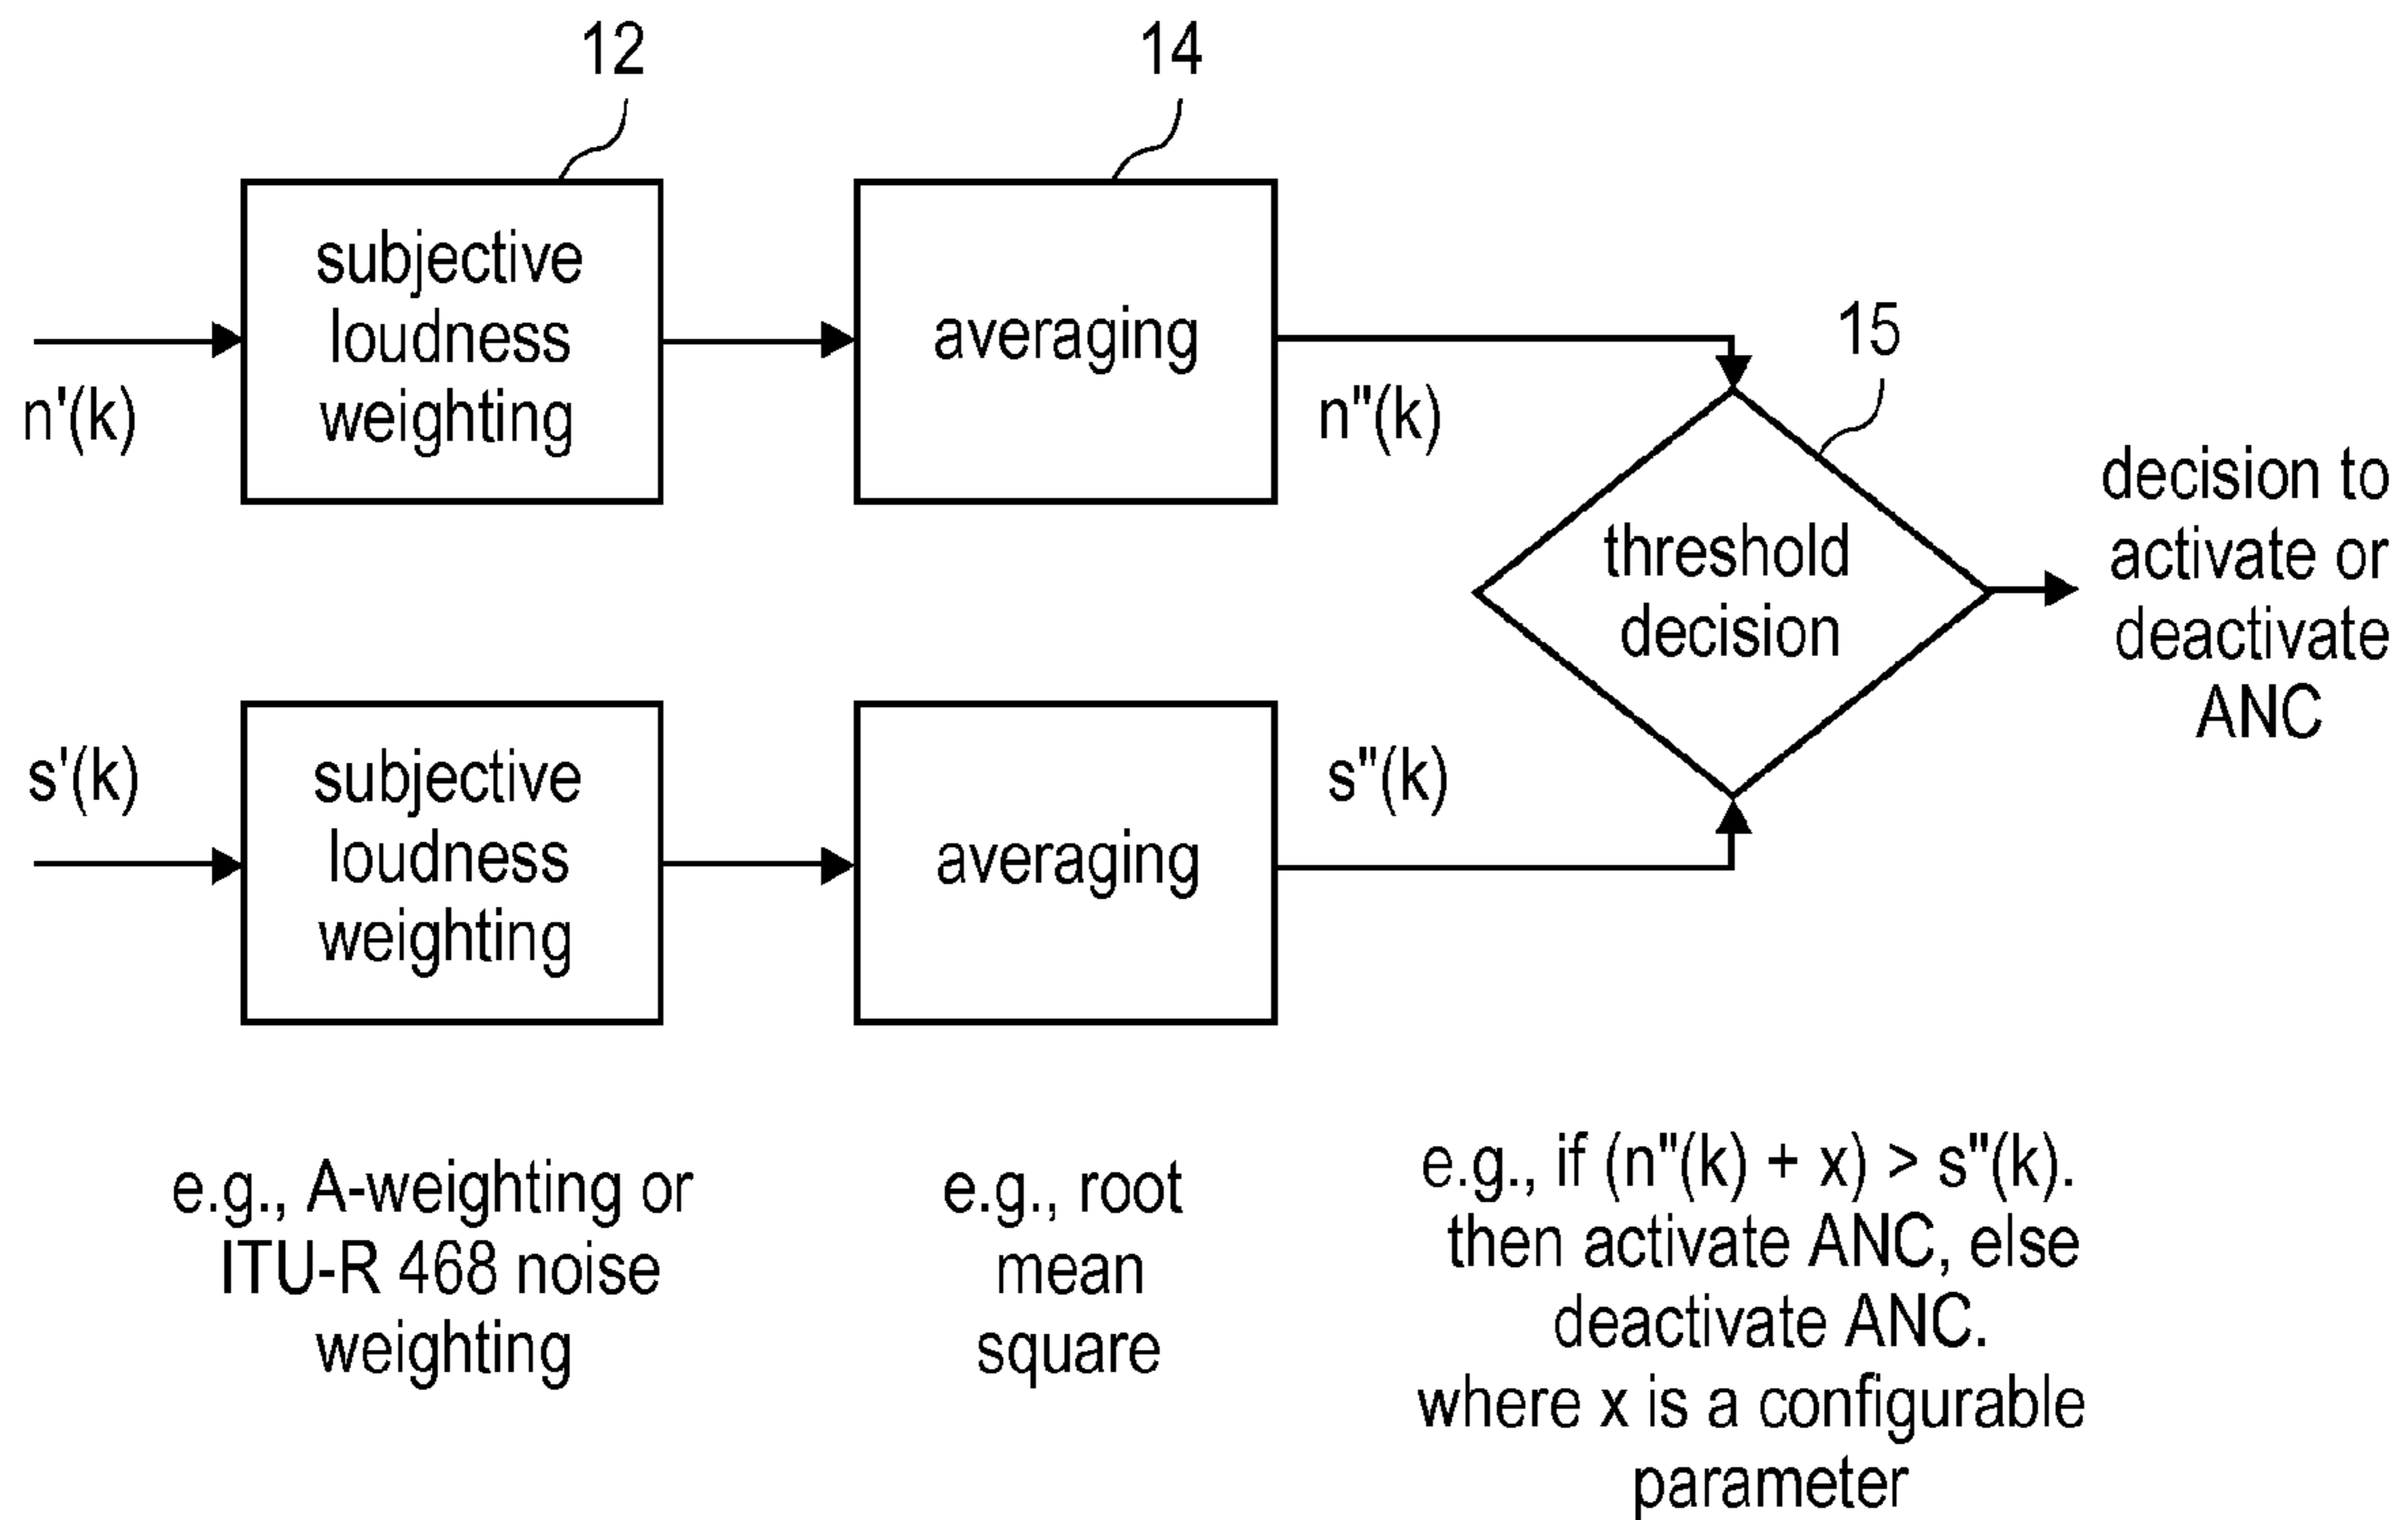 12
14
subjective
loudness
weighting
averaging
n'(k)
n"(k)
15
threshold
decision
decision to
activate or
deactivate
ANC
s'(k)
subjective
loudness
weighting
averaging
s"(k)
e.g., A-weighting or
ITU-R 468 noise
weighting
e.g., root
mean
square
e.g., if (n"(k) + x) > s"(k).
then activate ANC, else
deactivate ANC.
where x is a configurable
parameter